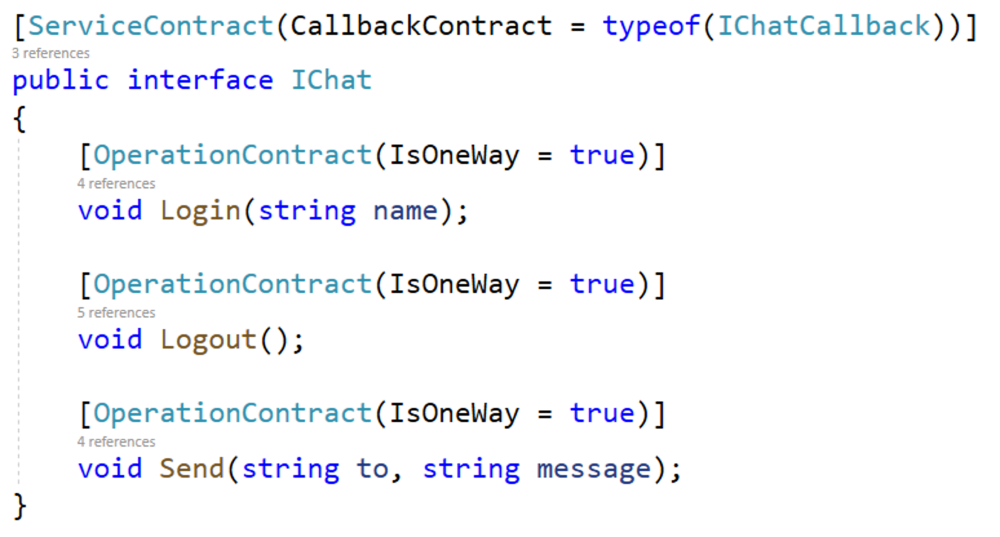 [ServiceContract(CallbackContract = typeof(IChatCallback))]
3 references
public interface IChat
{
[OperationContract(IsOneWay = true)]
4 references
void Login(string name);
[OperationContract(IsOneWay = true)]
5 references
void Logout();
[OperationContract(IsOneWay = true)]
4 references
void Send(string to, string message);
}